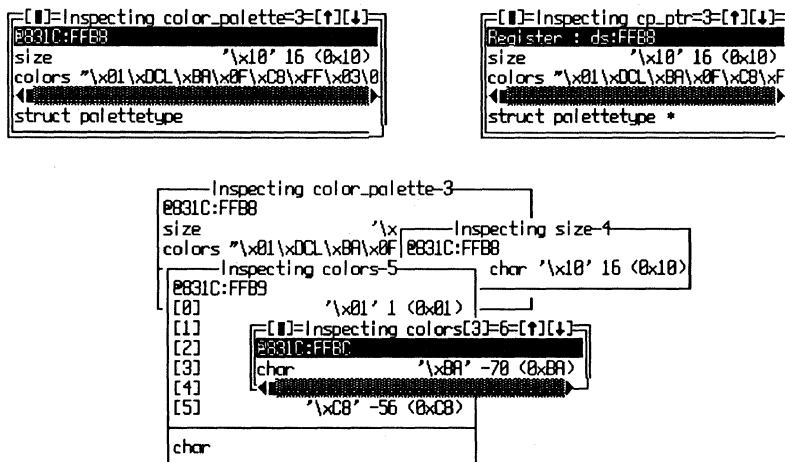 [▮]=Inspecting color_palette=3=[↑][↓]
@831C:FFB8
size '\x10' 16 (0x10)
colors "\x01\xDCL\xBA\x0F\xC8\xFF\x03\0
struct palettetype
[▮]=Inspecting cp_ptr=3=[↑][↓]=
Register : ds:FFB8
size '\x10' 16 (0x10)
colors "\x01\xDCL\xBA\x0F\xC8\xF
struct palettetype *
Inspecting color_palette-3
@831C:FFB8
size '\x
colors "\x01\xDCL\xBA\x0F
Inspecting size-4
@831C:FFB8
char '\x10' 16 (0x10)
Inspecting colors-5
@831C:FFB9
[0] '\x01' 1 (0x01)
[1]
[2]
[3]
[4]
[5] '\xC8' -56 (0xC8)
char
[▮]=Inspecting colors[3]=6=[↑][↓]
@831C:FFBC
char '\xBA' -70 (0xBA)